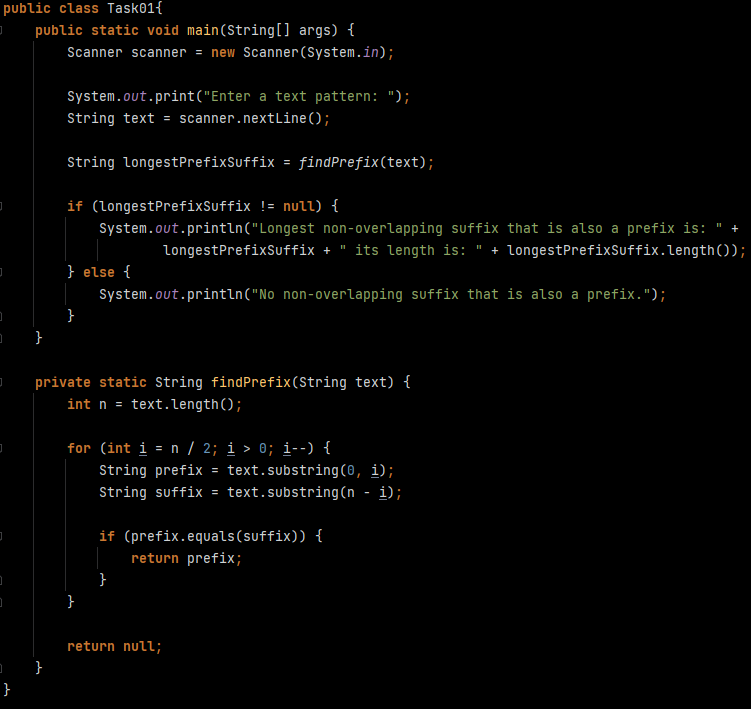 public class Task01{
    public static void main(String[] args) {
        Scanner scanner = new Scanner(System.in);

        System.out.print("Enter a text pattern: ");
        String text = scanner.nextLine();

        String longestPrefixSuffix = findPrefix(text);

        if (longestPrefixSuffix != null) {
            System.out.println("Longest non-overlapping suffix that is also a prefix is: " +
                    longestPrefixSuffix + " its length is: " + longestPrefixSuffix.length());
        } else {
            System.out.println("No non-overlapping suffix that is also a prefix.");
        }
    }

    private static String findPrefix(String text) {
        int n = text.length();

        for (int i = n / 2; i > 0; i--) {
            String prefix = text.substring(0, i);
            String suffix = text.substring(n - i);

            if (prefix.equals(suffix)) {
                return prefix;
            }
        }

        return null;
    }
}